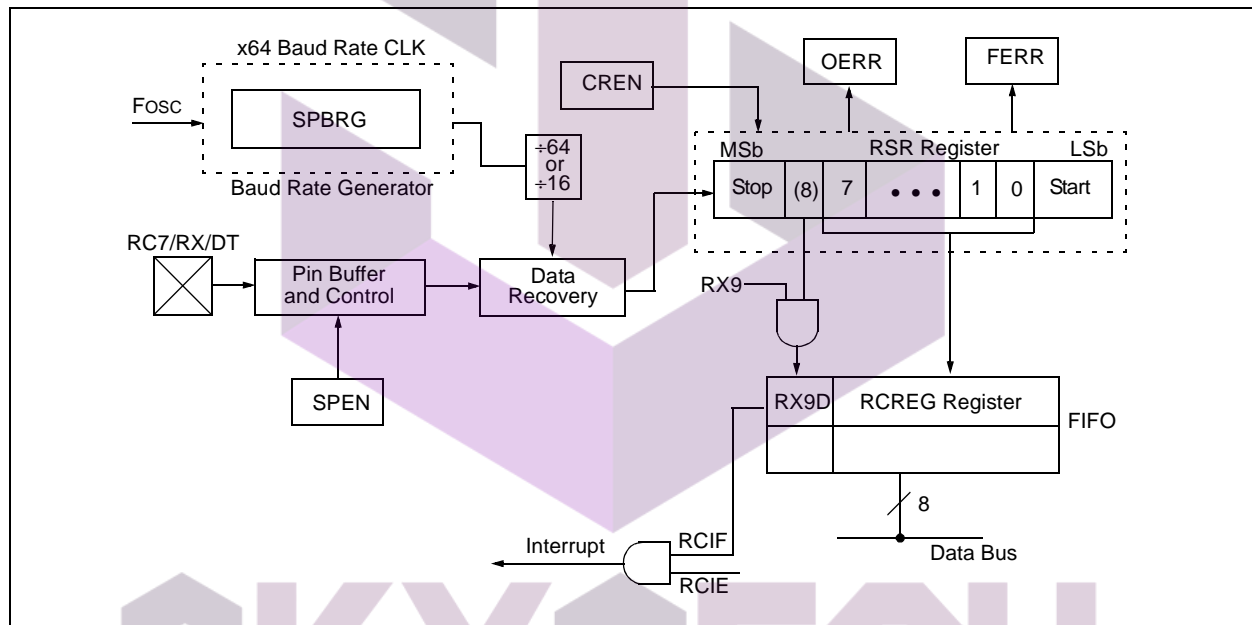 x64 Baud Rate CLK
FOSC
SPBRG
Baud Rate Generator
÷64
or
÷16
CREN
OERR
FERR
MSb
RSR Register
LSb
Stop
(8)
7
• • •
1
0
Start
RC7/RX/DT
Pin Buffer
and Control
Data
Recovery
RX9
SPEN
RX9D
RCREG Register
FIFO
8
Data Bus
Interrupt
RCIF
RCIE